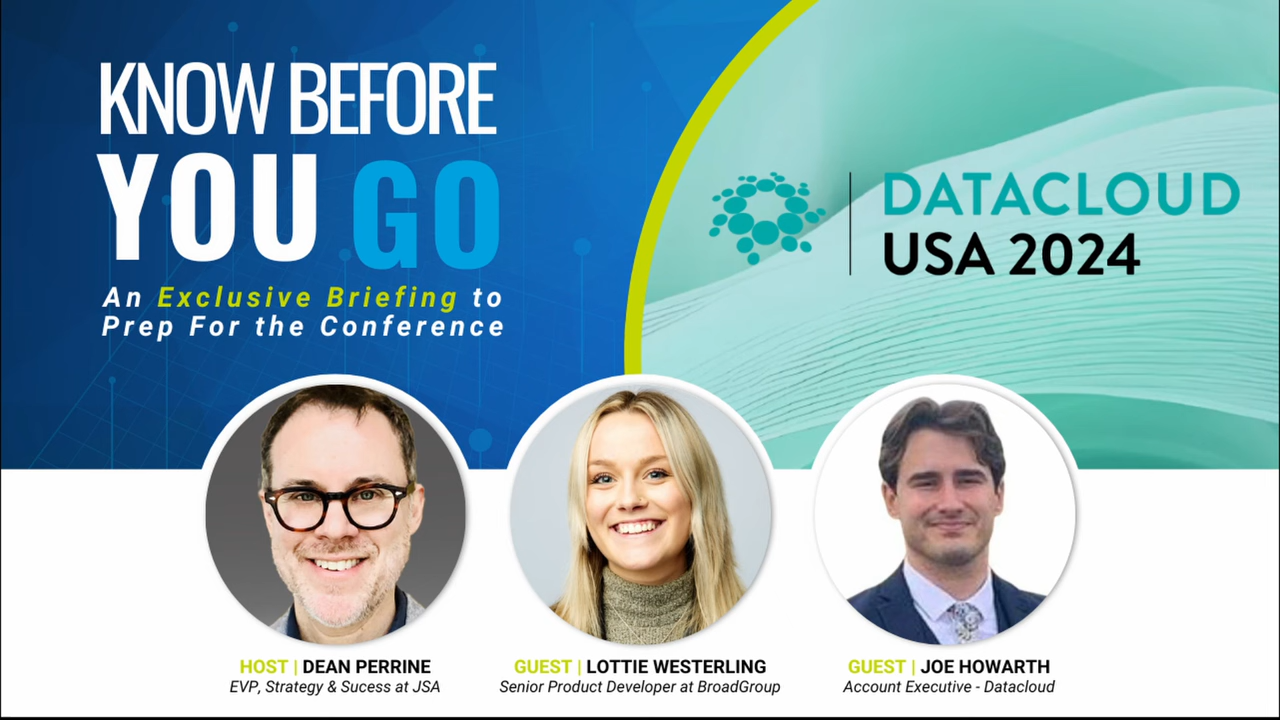 KNOW BEFORE
YOU GO
An Exclusive Briefing to
Prep For the Conference
DATACLOUD
USA 2024
HOST | DEAN PERRINE
EVP, Strategy & Sucess at JSA
GUEST | LOTTIE WESTERLING
Senior Product Developer at BroadGroup
GUEST | JOE HOWARTH
Account Executive - Datacloud